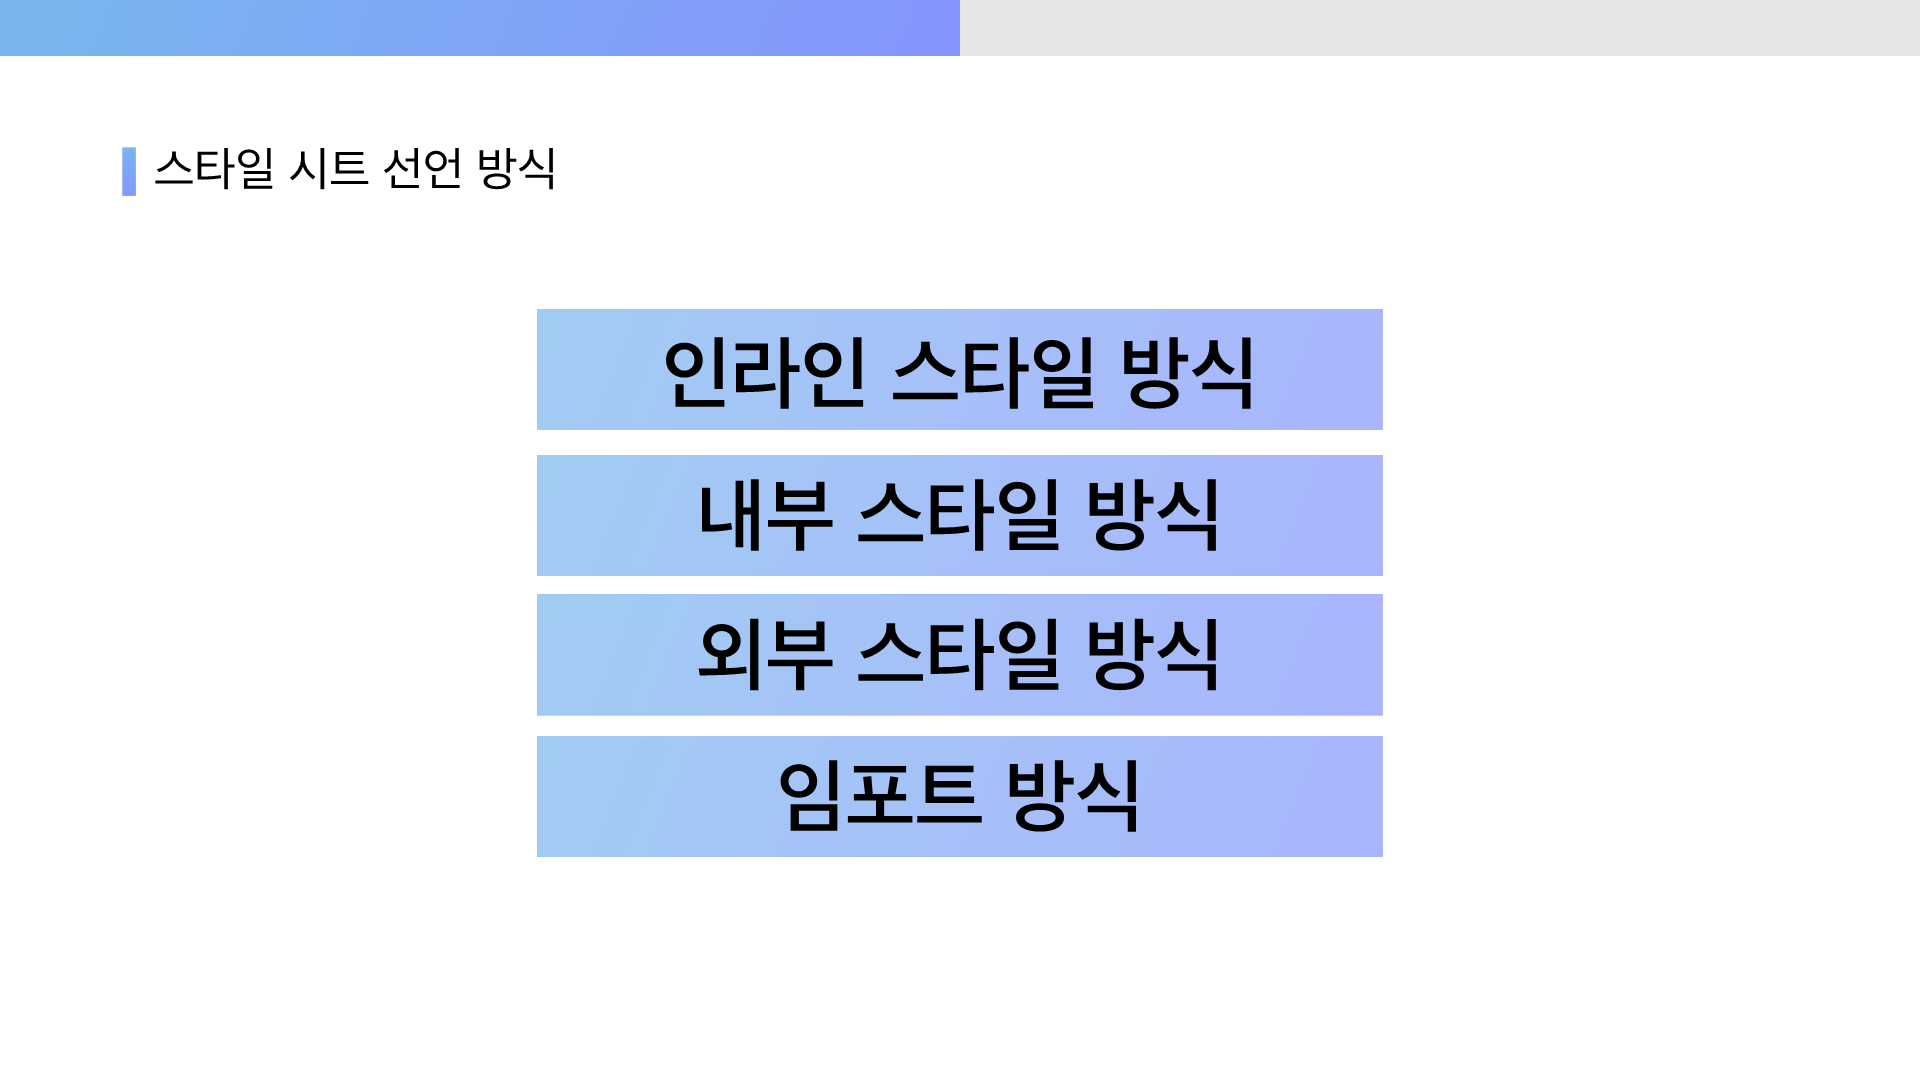 스타일 시트 선언 방식
인라인 스타일 방식
내부 스타일 방식
외부 스타일 방식
임포트 방식